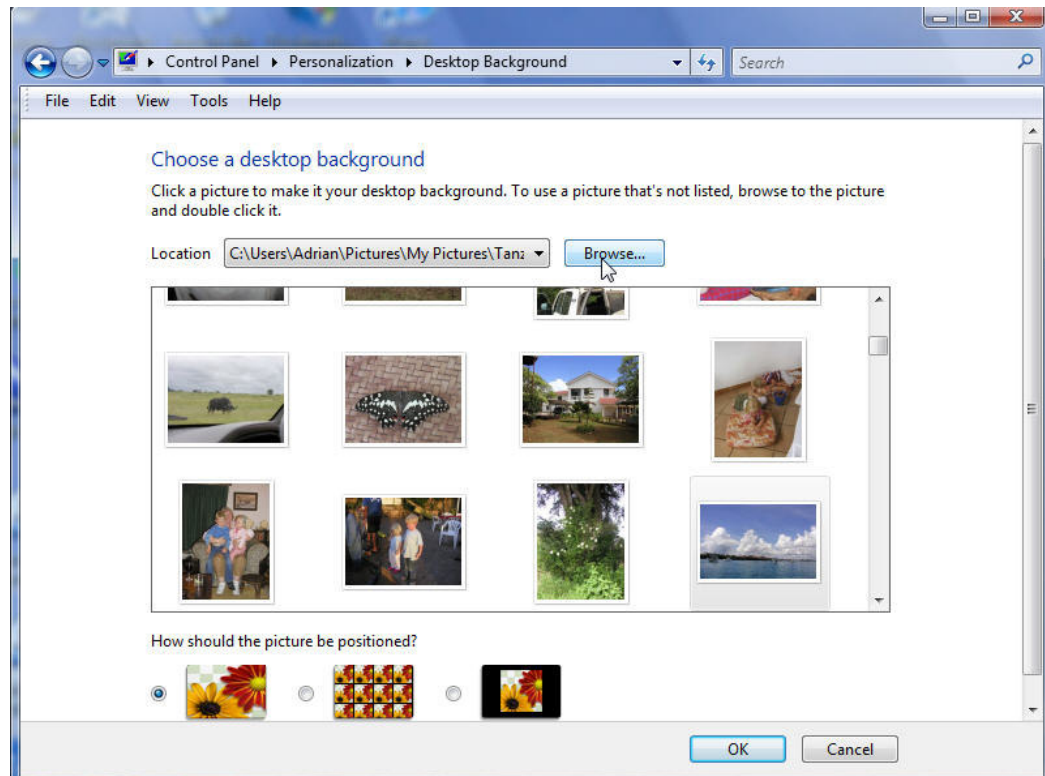 Control Panel ▸ Personalization ▸ Desktop Background
Search
File Edit View Tools Help
Choose a desktop background
Click a picture to make it your desktop background. To use a picture that's not listed, browse to the picture
and double click it.
Location C:\Users\Adrian\Pictures\My Pictures\Tanz Browse...
How should the picture be positioned?
OK Cancel